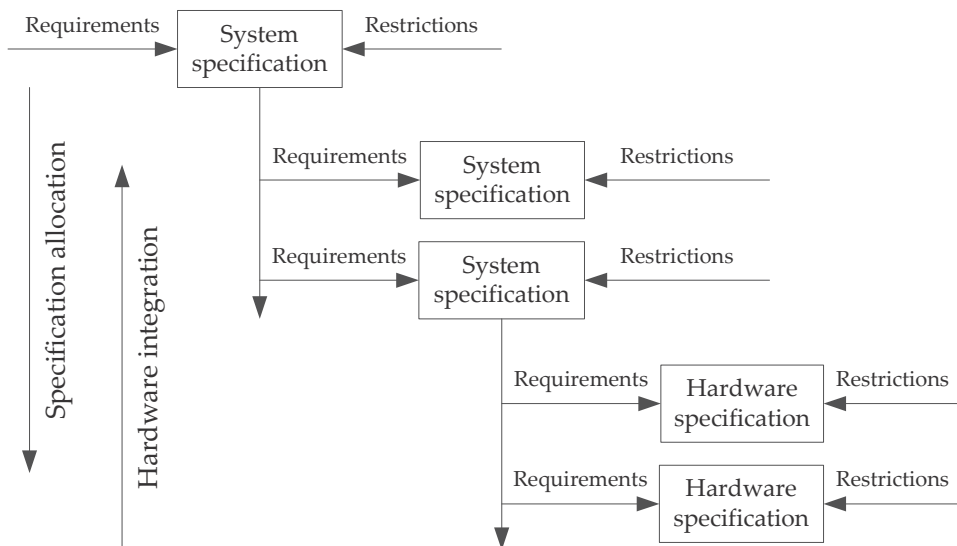 Requirements
System
specification
Restrictions
Requirements
System
specification
Restrictions
Requirements
System
specification
Restrictions
Specification allocation
Hardware integration
Requirements
Hardware
specification
Restrictions
Requirements
Hardware
specification
Restrictions